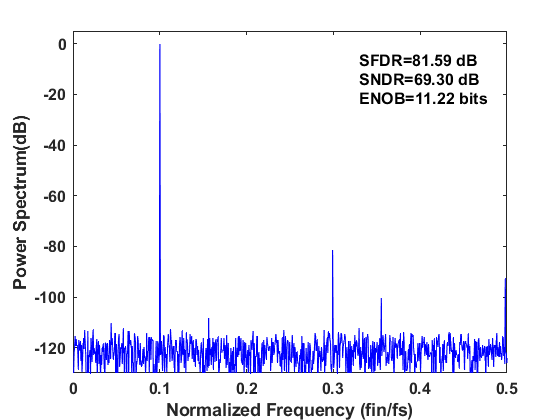 SFDR=81.59 dB
SNDR=69.30 dB
ENOB=11.22 bits
Power Spectrum(dB)
0
-20
-40
-60
-80
-100
-120
0
0.1
0.2
0.3
0.4
0.5
Normalized Frequency (fin/fs)